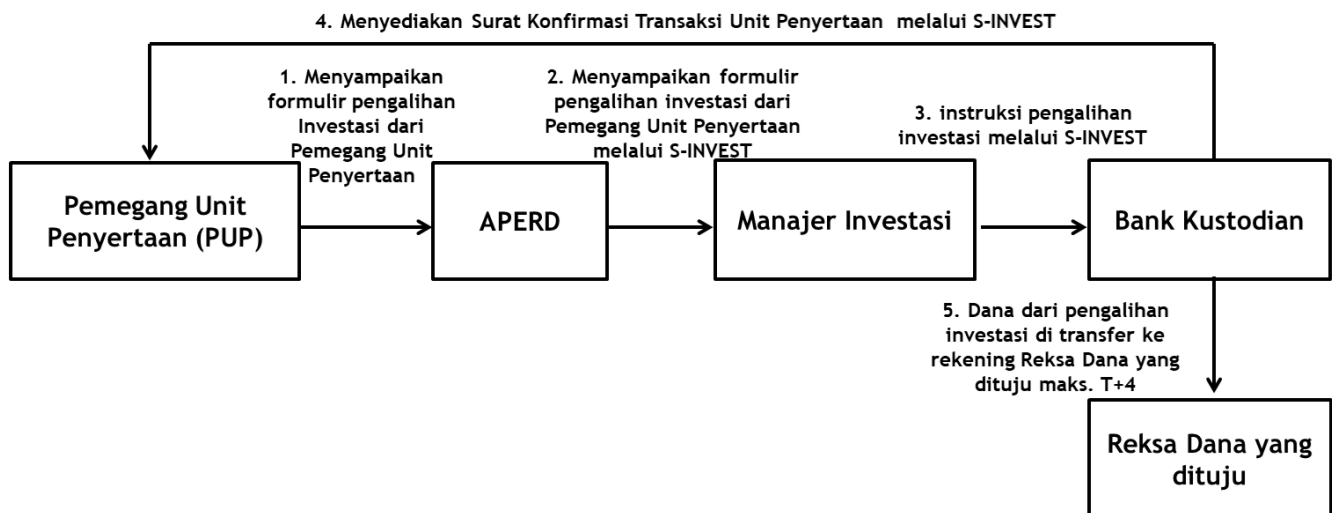 4. Menyediakan Surat Konfirmasi Transaksi Unit Penyertaan melalui S-INVEST
1. Menyampaikan
formulir pengalihan
Investasi dari
Pemegang Unit
Penyertaan
2. Menyampaikan formulir
pengalihan investasi dari
Pemegang Unit Penyertaan
melalui S-INVEST
3. instruksi pengalihan
investasi melalui S-INVEST
Pemegang Unit
Penyertaan (PUP)
APERD
Manajer Investasi
Bank Kustodian
5. Dana dari pengalihan
investasi di transfer ke
rekening Reksa Dana yang
dituju maks. T+4
Reksa Dana yang
dituju